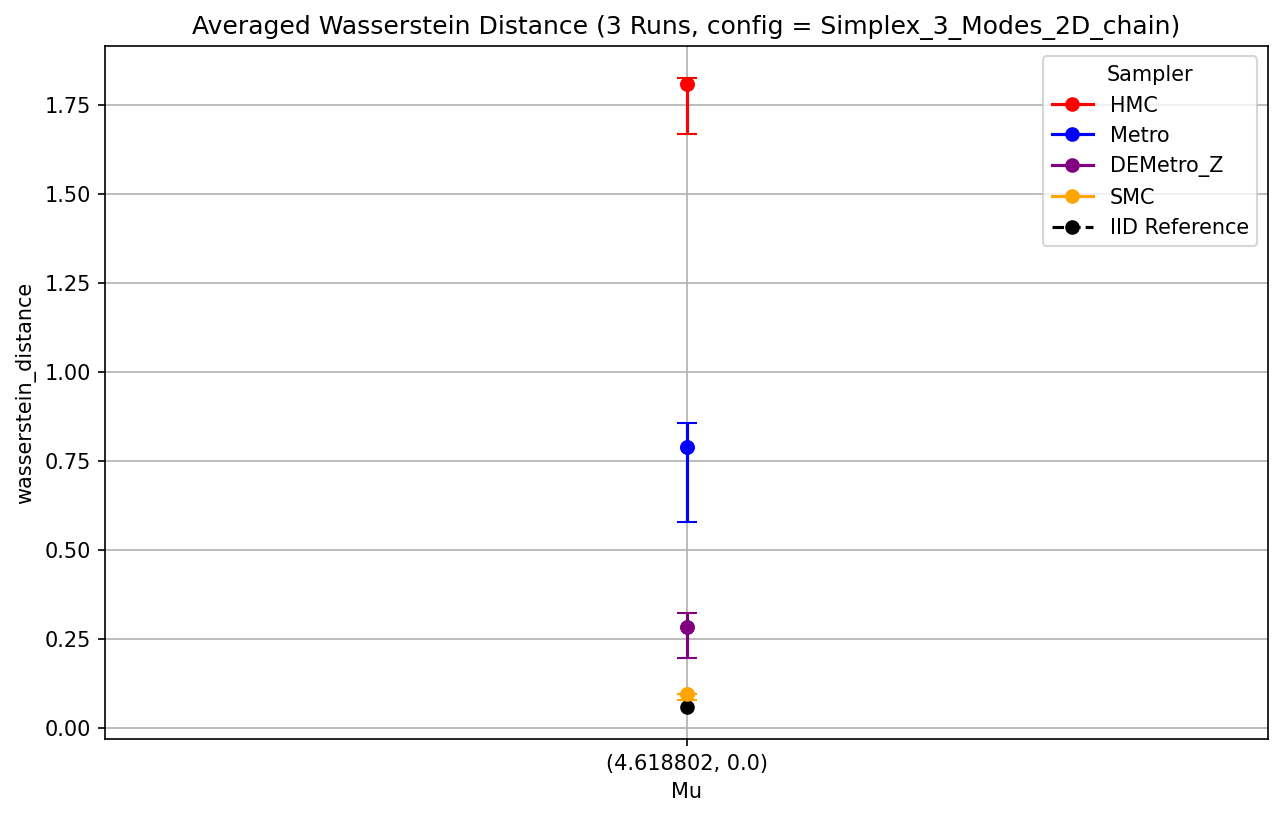 Averaged Wasserstein Distance (3 Runs, config = Simplex_3_Modes_2D_chain)
wasserstein_distance
1.75
1.50
1.25
1.00
0.75
0.50
0.25
0.00
Sampler
HMC
Metro
DEMetro_Z
SMC
IID Reference
(4.618802, 0.0)
Mu